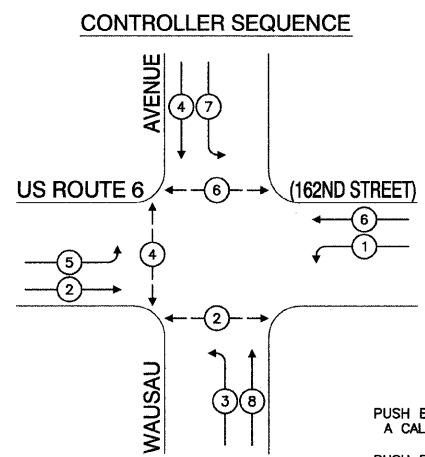 CONTROLLER SEQUENCE
AVENUE
4 7
US ROUTE 6
6
(162ND STREET)
6
1
5
4
2
2
WAUSAU
3 8
PUSH
A CAL
PUSH